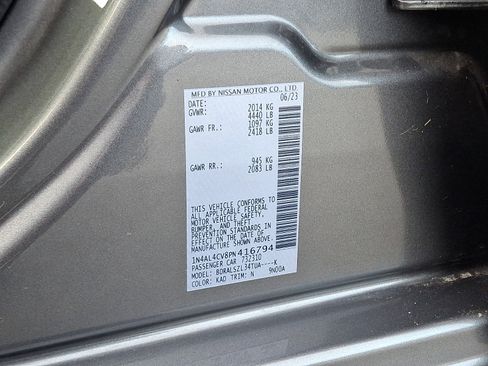 MFD BY NISSAN MOTOR CO., LTD.
DATE: 06/23
GVWR: 2014 KG
4440 LB
GAWR FR: 1097 KG
2418 LB
GAWR RR: 945 KG
2083 LB
THIS VEHICLE CONFORMS TO
ALL APPLICABLE FEDERAL
MOTOR VEHICLE SAFETY,
BUMPER, AND THEFT
PREVENTION STANDARDS IN
EFFECT ON THE DATE OF
MANUFACTURE SHOWN ABOVE.
1N4AL4CV8PN416794
PASSENGER CAR 732310
MODEL: BDRALSZL34TUA----K
COLOR: KAD TRIM: N 9N00A